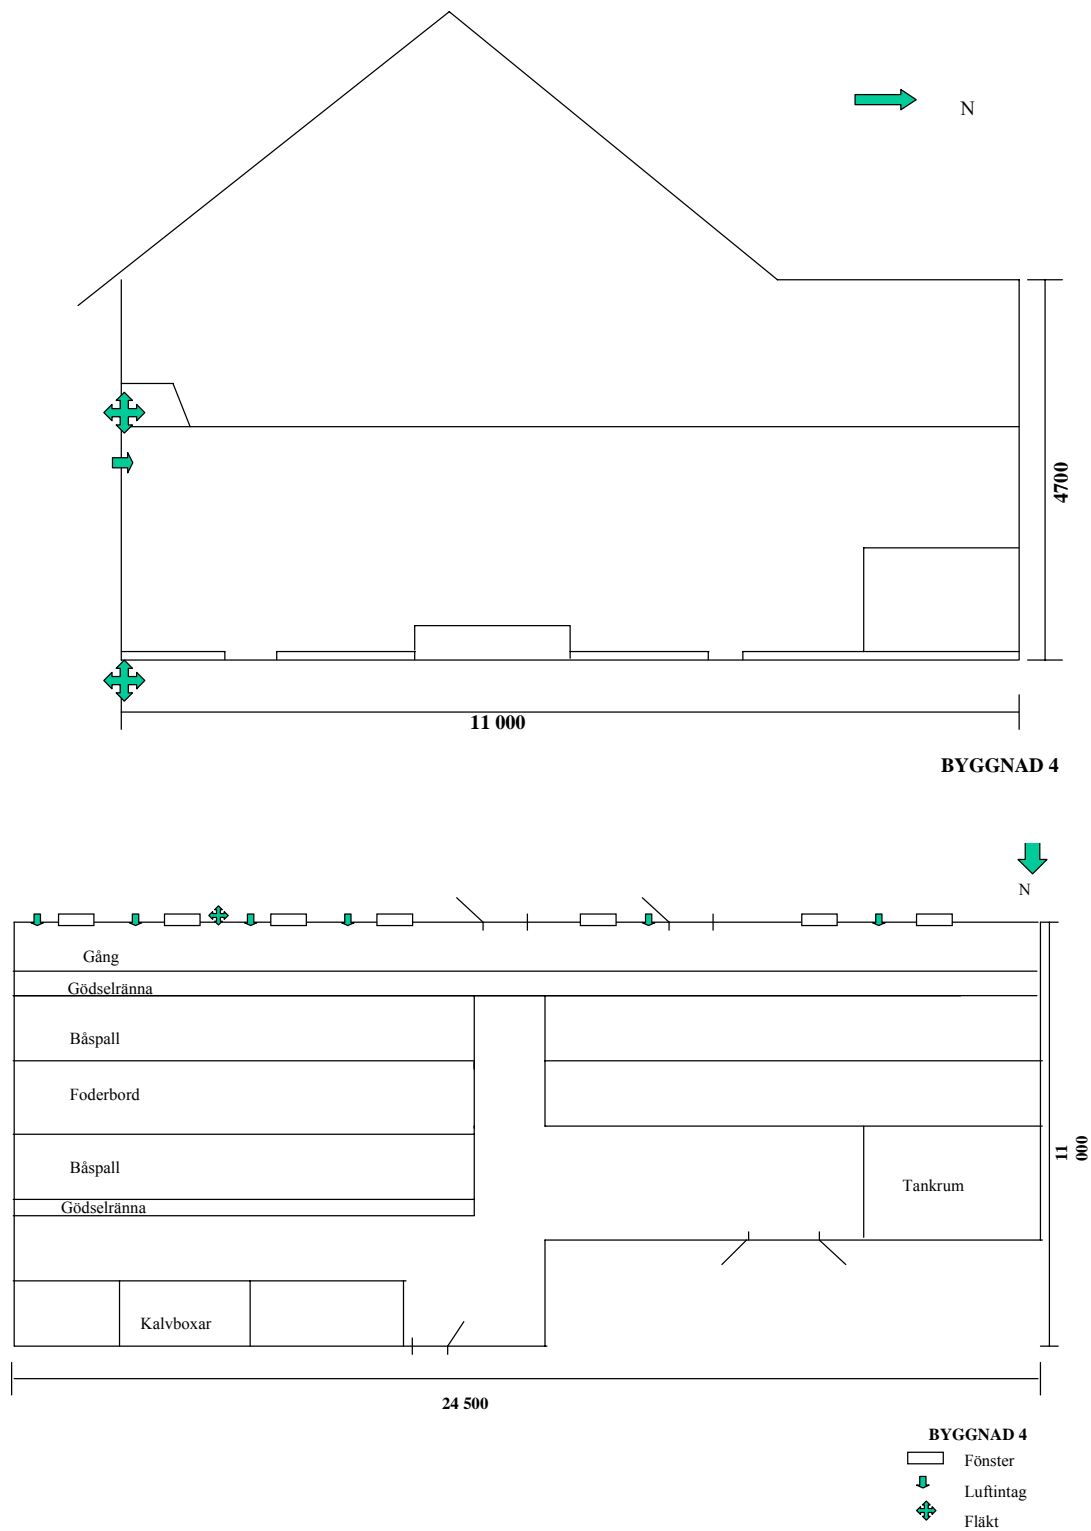 N
4700
11 000
BYGGNAD 4
N
Gång
Gödselränna
Båspall
Foderbord
Båspall
Gödselränna
Tankrum
Kalvboxar
11
000
24 500
BYGGNAD 4
Fönster
Luftintag
Fläkt